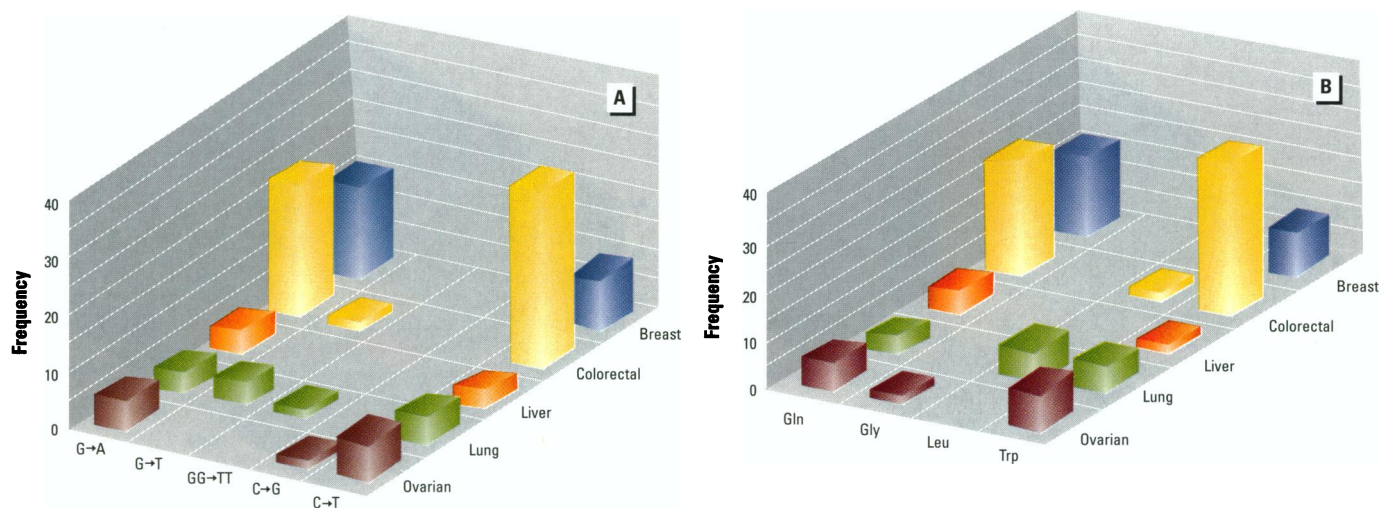 A
40
30
20
10
0
Frequency
G→A
G→T
GG→TT
C→G
C→T
Ovarian
Lung
Liver
Colorectal
Breast
B
40
30
20
10
0
Frequency
Gln
Gly
Leu
Trp
Ovarian
Lung
Liver
Colorectal
Breast